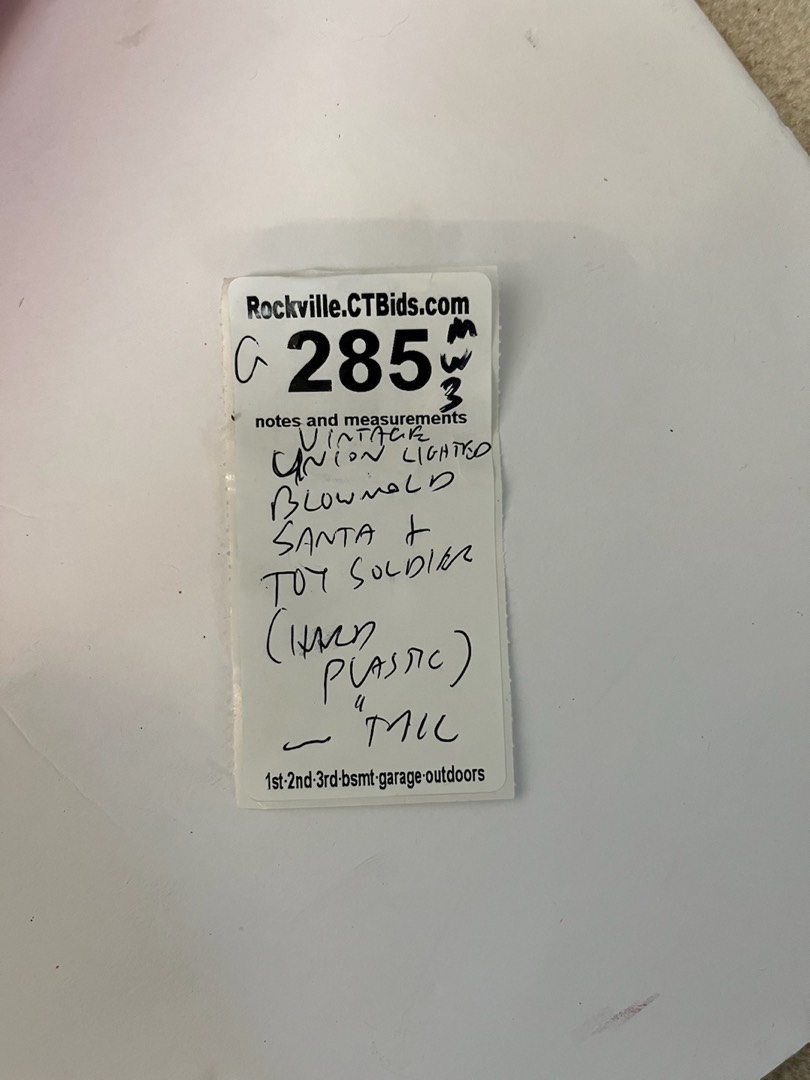 Rockville.CTBids.com
G 285 MW3
notes and measurements
VINTAGE
UNION LIGHTED
BLOWMOLD
SANTA +
TOY SOLDIER
(HARD
PLASTIC)
1st·2nd·3rd·bsmt·garage·outdoors